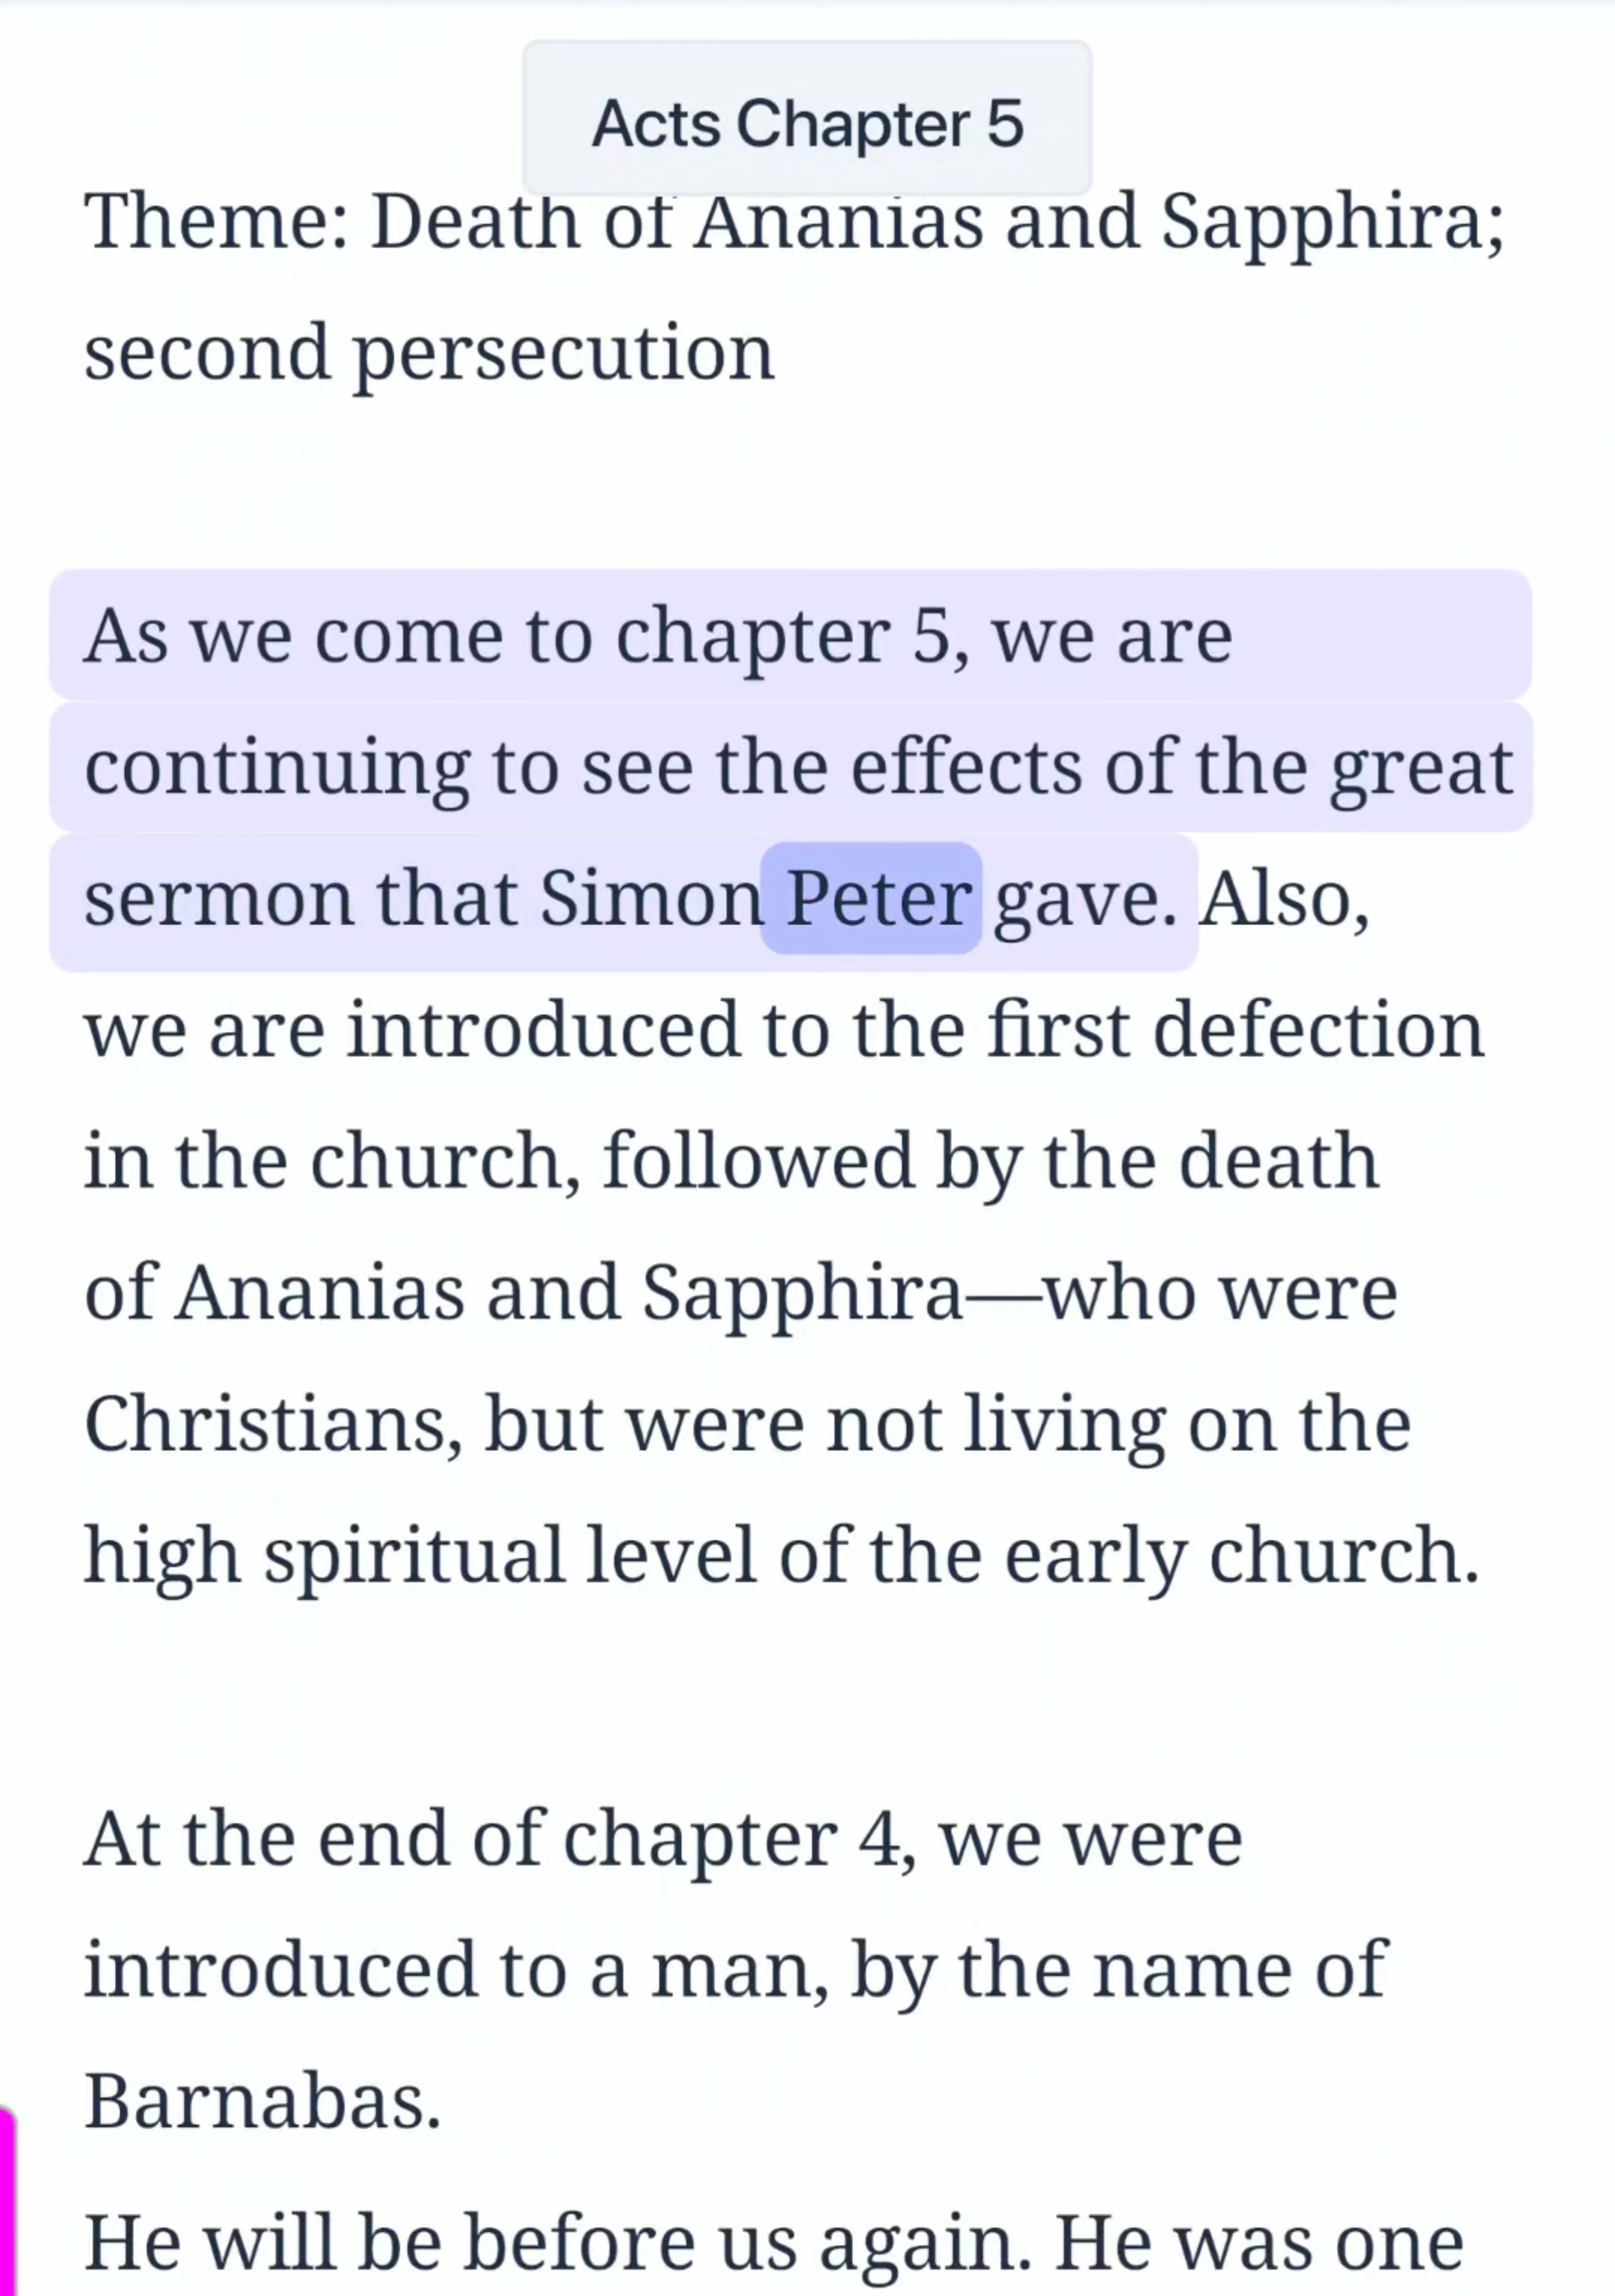 Acts Chapter 5
Theme: Death of Ananias and Sapphira;
second persecution
As we come to chapter 5, we are
continuing to see the effects of the great
sermon that Simon Peter gave. Also,
we are introduced to the first defection
in the church, followed by the death
of Ananias and Sapphira—who were
Christians, but were not living on the
high spiritual level of the early church.
At the end of chapter 4, we were
introduced to a man, by the name of
Barnabas.
He will be before us again. He was one